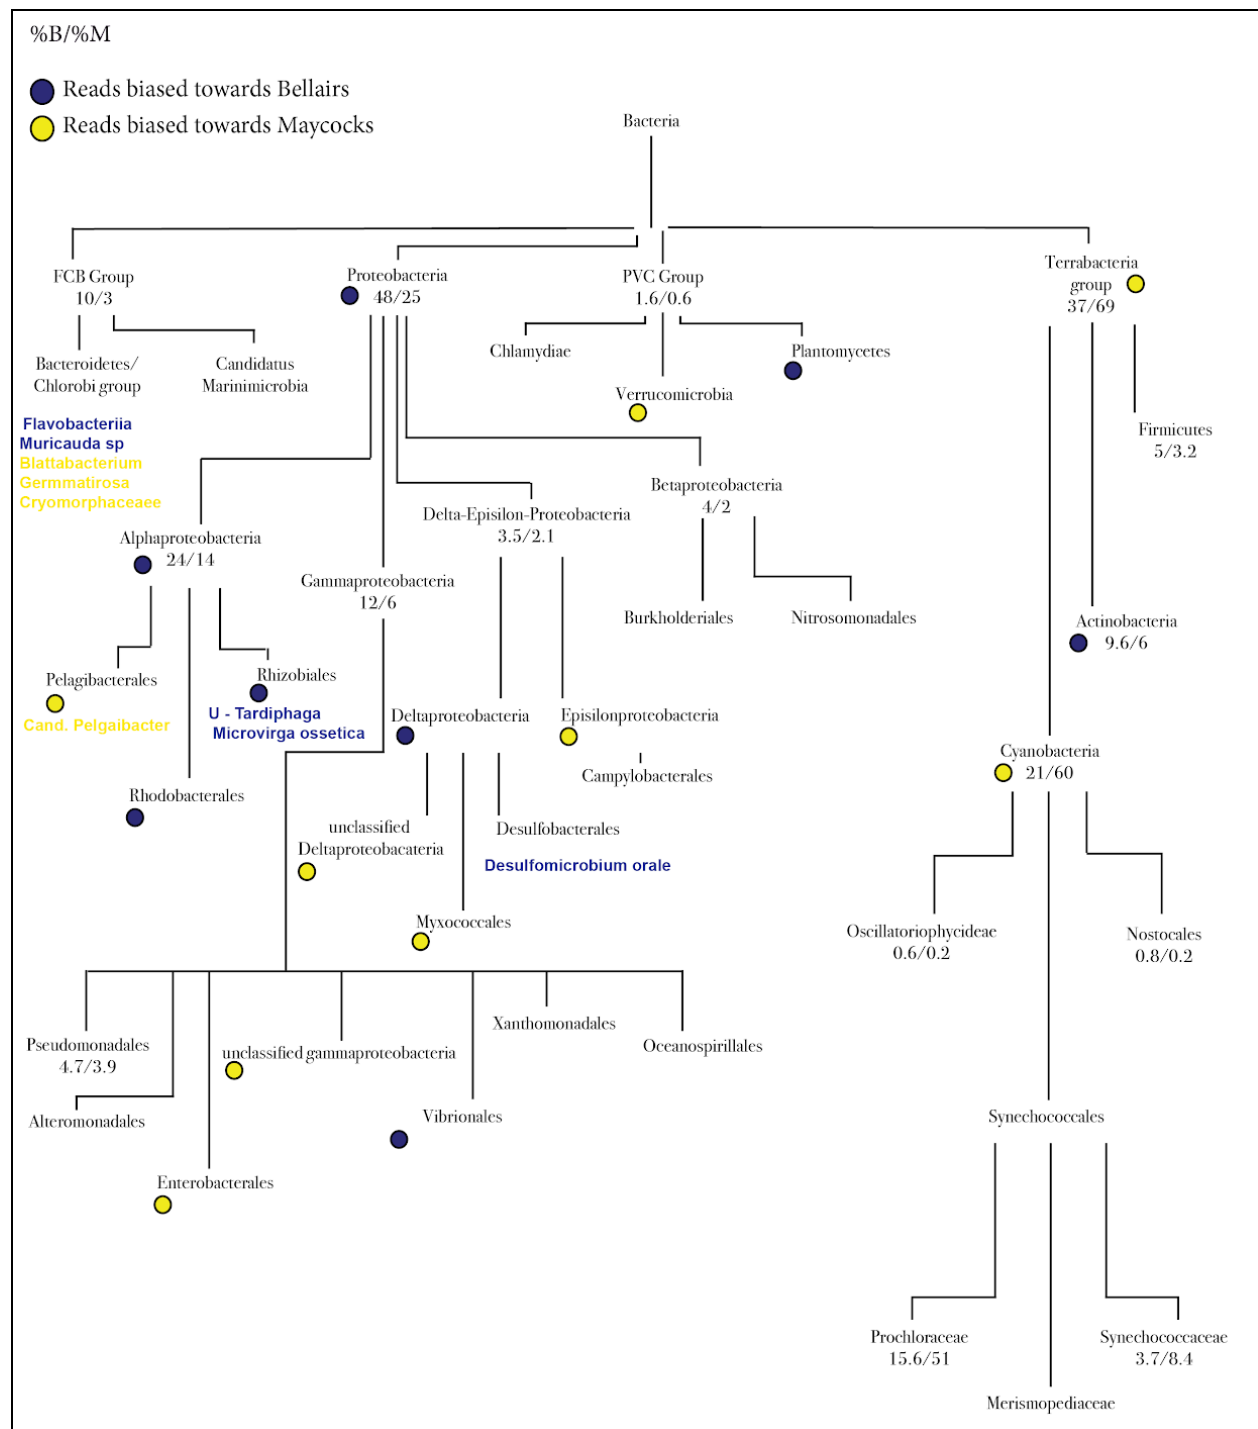 %B/%M
Reads biased towards Bellairs
Reads biased towards Maycocks
Bacteria
FCB Group
10/3
Proteobacteria
48/25
PVC Group
1.6/0.6
Terrabacteria
group
37/69
Bacteroidetes/
Chlorobi group
Candidatus
Marinimicrobia
Chlamydiae
Verrucomicrobia
Plantomycetes
Firmicutes
5/3.2
Flavobacteriia
Muricauda sp
Blattabacterium
Germmatirosa
Cryomorphaceaee
Alphaproteobacteria
24/14
Gammaproteobacteria
12/6
Delta-Episilon-Proteobacteria
3.5/2.1
Betaproteobacteria
4/2
Burkholderiales
Nitrosomonadales
Actinobacteria
9.6/6
Pelagibacterales
Cand. Pelgaibacter
Rhizobiales
U - Tardiphaga
Microvirga ossetica
Rhodobacterales
Deltaproteobacteria
Episilonproteobacteria
Campylobacterales
Cyanobacteria
21/60
unclassified
Deltaproteobacateria
Desulfobacterales
Desulfomicrobium orale
Myxococcales
Oscillatoriophycideae
0.6/0.2
Nostocales
0.8/0.2
Pseudomonadales
4.7/3.9
Alteromonadales
Enterobacterales
unclassified gammaproteobacteria
Vibrionales
Xanthomonadales
Oceanospirillales
Synechococcales
Prochloraceae
15.6/51
Synechococcaceae
3.7/8.4
Merismopediaceae